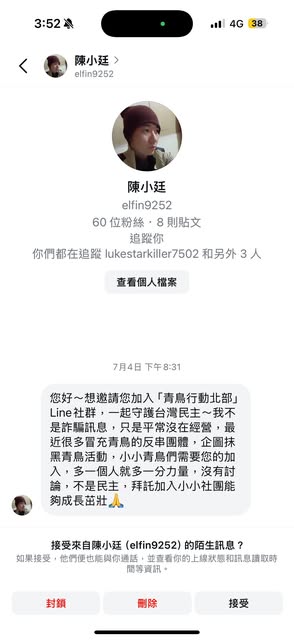 3:52
4G 38
陳小廷
elfin9252
陳小廷
elfin9252
60 位粉絲・8 則貼文
追蹤你
你們都在追蹤 lukestarkiller7502 和另外 3 人
查看個人檔案
7月4日 下午8:31
您好～想邀請您加入「青鳥行動北部」
Line社群，一起守護台灣民主～我不
是詐騙訊息，只是平常沒在經營，最
近很多冒充青鳥的反串團體，企圖抹
黑青鳥活動，小小青鳥們需要您的加
入，多一個人就多一分力量，沒有討
論，不是民主，拜託加入小小社團能
夠成長茁壯🙏
接受來自陳小廷 (elfin9252) 的陌生訊息？
如果接受，他們便也能與你通話，並查看你的上線狀態和訊息讀取時
間等資訊。
封鎖 刪除 接受